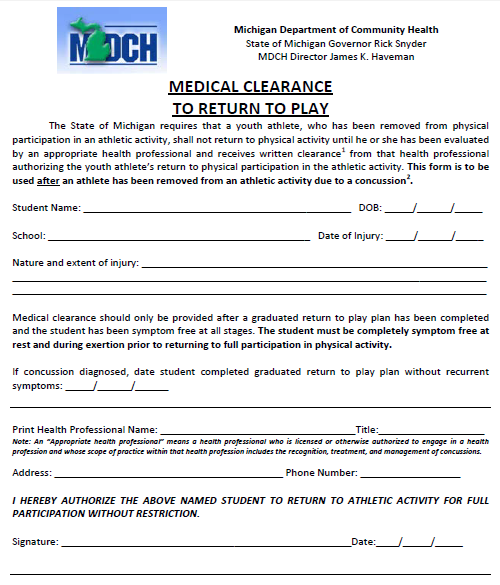 MDCH
Michigan Department of Community Health
State of Michigan Governor Rick Snyder
MDCH Director James K. Haveman
MEDICAL CLEARANCE
TO RETURN TO PLAY
The State of Michigan requires that a youth athlete, who has been removed from physical
participation in an athletic activity, shall not return to physical activity until he or she has been evaluated
by an appropriate health professional and receives written clearance¹ from that health professional
authorizing the youth athlete's return to physical participation in the athletic activity. This form is to be
used after an athlete has been removed from an athletic activity due to a concussion².
Student Name: ______________________________ DOB: _____/_____/_____
School: ______________________________ Date of Injury: _____/_____/_____
Nature and extent of injury: ______________________________
Medical clearance should only be provided after a graduated return to play plan has been completed
and the student has been symptom free at all stages. The student must be completely symptom free at
rest and during exertion prior to returning to full participation in physical activity.
If concussion diagnosed, date student completed graduated return to play plan without recurrent
symptoms: _____/_____/_____
Print Health Professional Name: ______________________________Title:____________________
Note: An "Appropriate health professional" means a health professional who is licensed or otherwise authorized to engage in a health
profession and whose scope of practice within that health profession includes the recognition, treatment, and management of concussions.
Address: ______________________________ Phone Number: ____________________
I HEREBY AUTHORIZE THE ABOVE NAMED STUDENT TO RETURN TO ATHLETIC ACTIVITY FOR FULL
PARTICIPATION WITHOUT RESTRICTION.
Signature: ______________________________Date:____/_____/_____